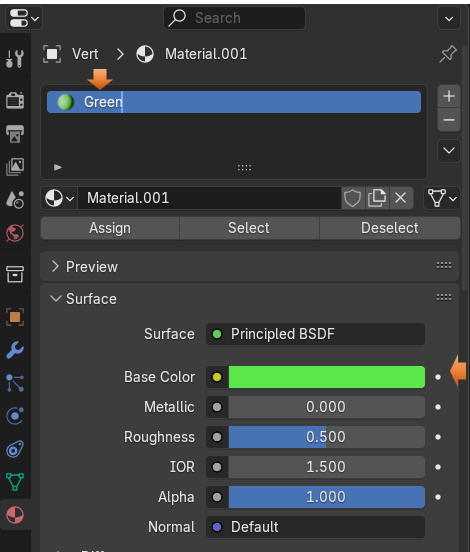 Search
Vert > Material.001
Green
Material.001
Assign Select Deselect
Preview
Surface
Surface Principled BSDF
Base Color
Metallic 0.000
Roughness 0.500
IOR 1.500
Alpha 1.000
Normal Default